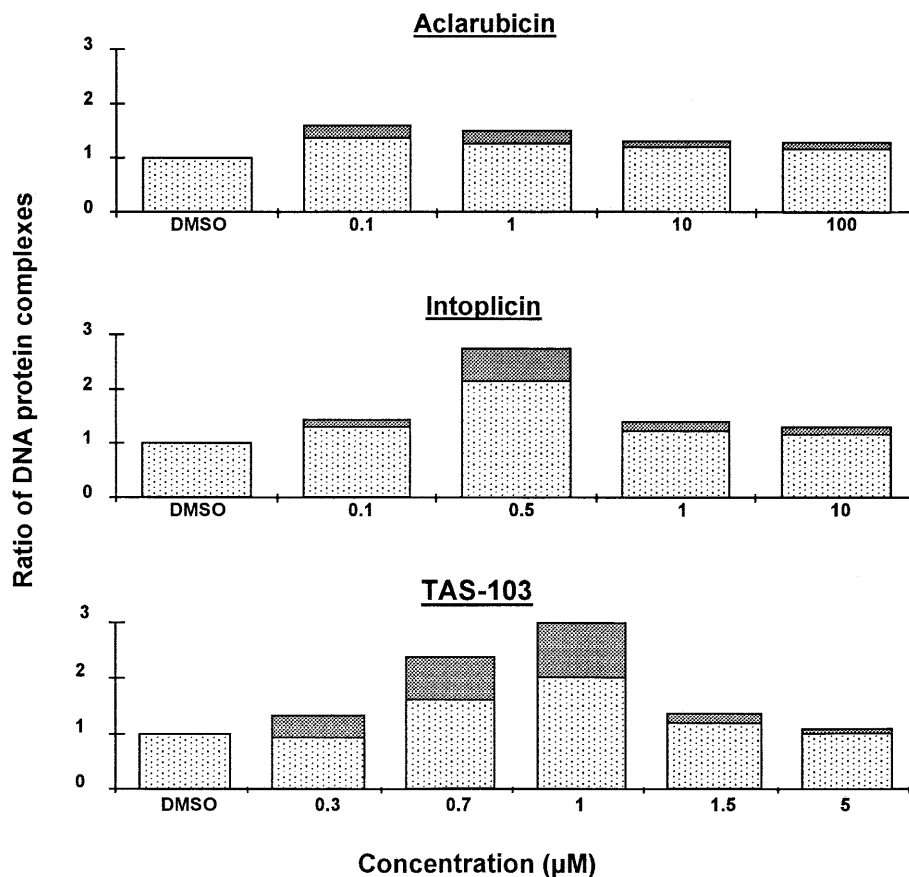 Aclarubicin
3
2
1
0
DMSO 0.1 1 10 100
Ratio of DNA protein complexes
Intoplicin
3
2
1
0
DMSO 0.1 0.5 1 10
TAS-103
3
2
1
0
DMSO 0.3 0.7 1 1.5 5
Concentration (µM)